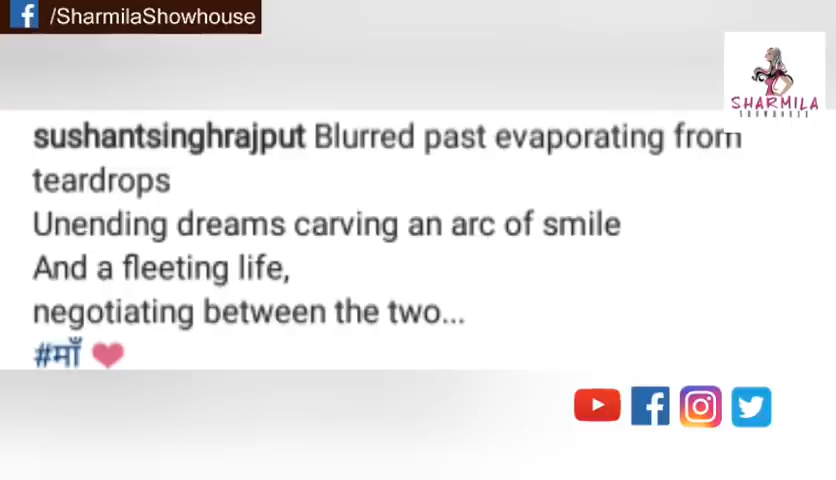 /SharmilaShowhouse
SHARMILA
SHOWHOUSE
sushantsinghrajput Blurred past evaporating from
teardrops
Unending dreams carving an arc of smile
And a fleeting life,
negotiating between the two...
#माँ ❤